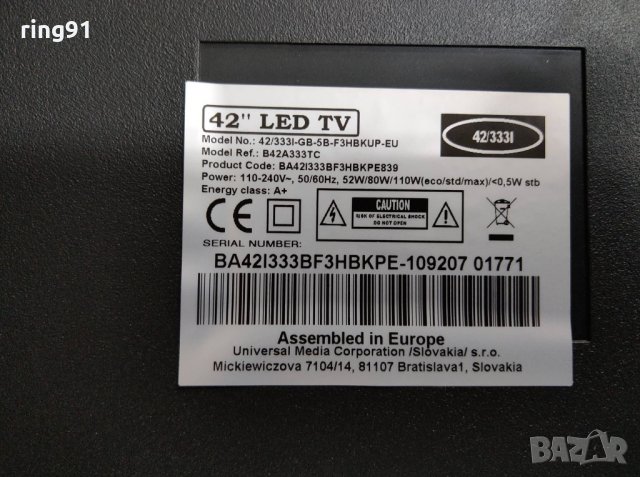 ring91
42" LED TV
42/333I
Model No.: 42/333I-GB-5B-F3HBKUP-EU
Model Ref.: B42A333TC
Product Code.: BA42I333BF3HBKPE839
Power: 110-240V~, 50/60Hz, 52W/80W/110W(eco/std/max)/<0,5W stb
Energy class.: A+
CE
CAUTION
RISK OF ELECTRICAL SHOCK
DO NOT OPEN
SERIAL NUMBER:
BA42I333BF3HBKPE-109207 01771
Assembled in Europe
Universal Media Corporation /Slovakia/ s.r.o.
Mickiewiczova 7104/14, 81107 Bratislava1, Slovakia
BAZAR